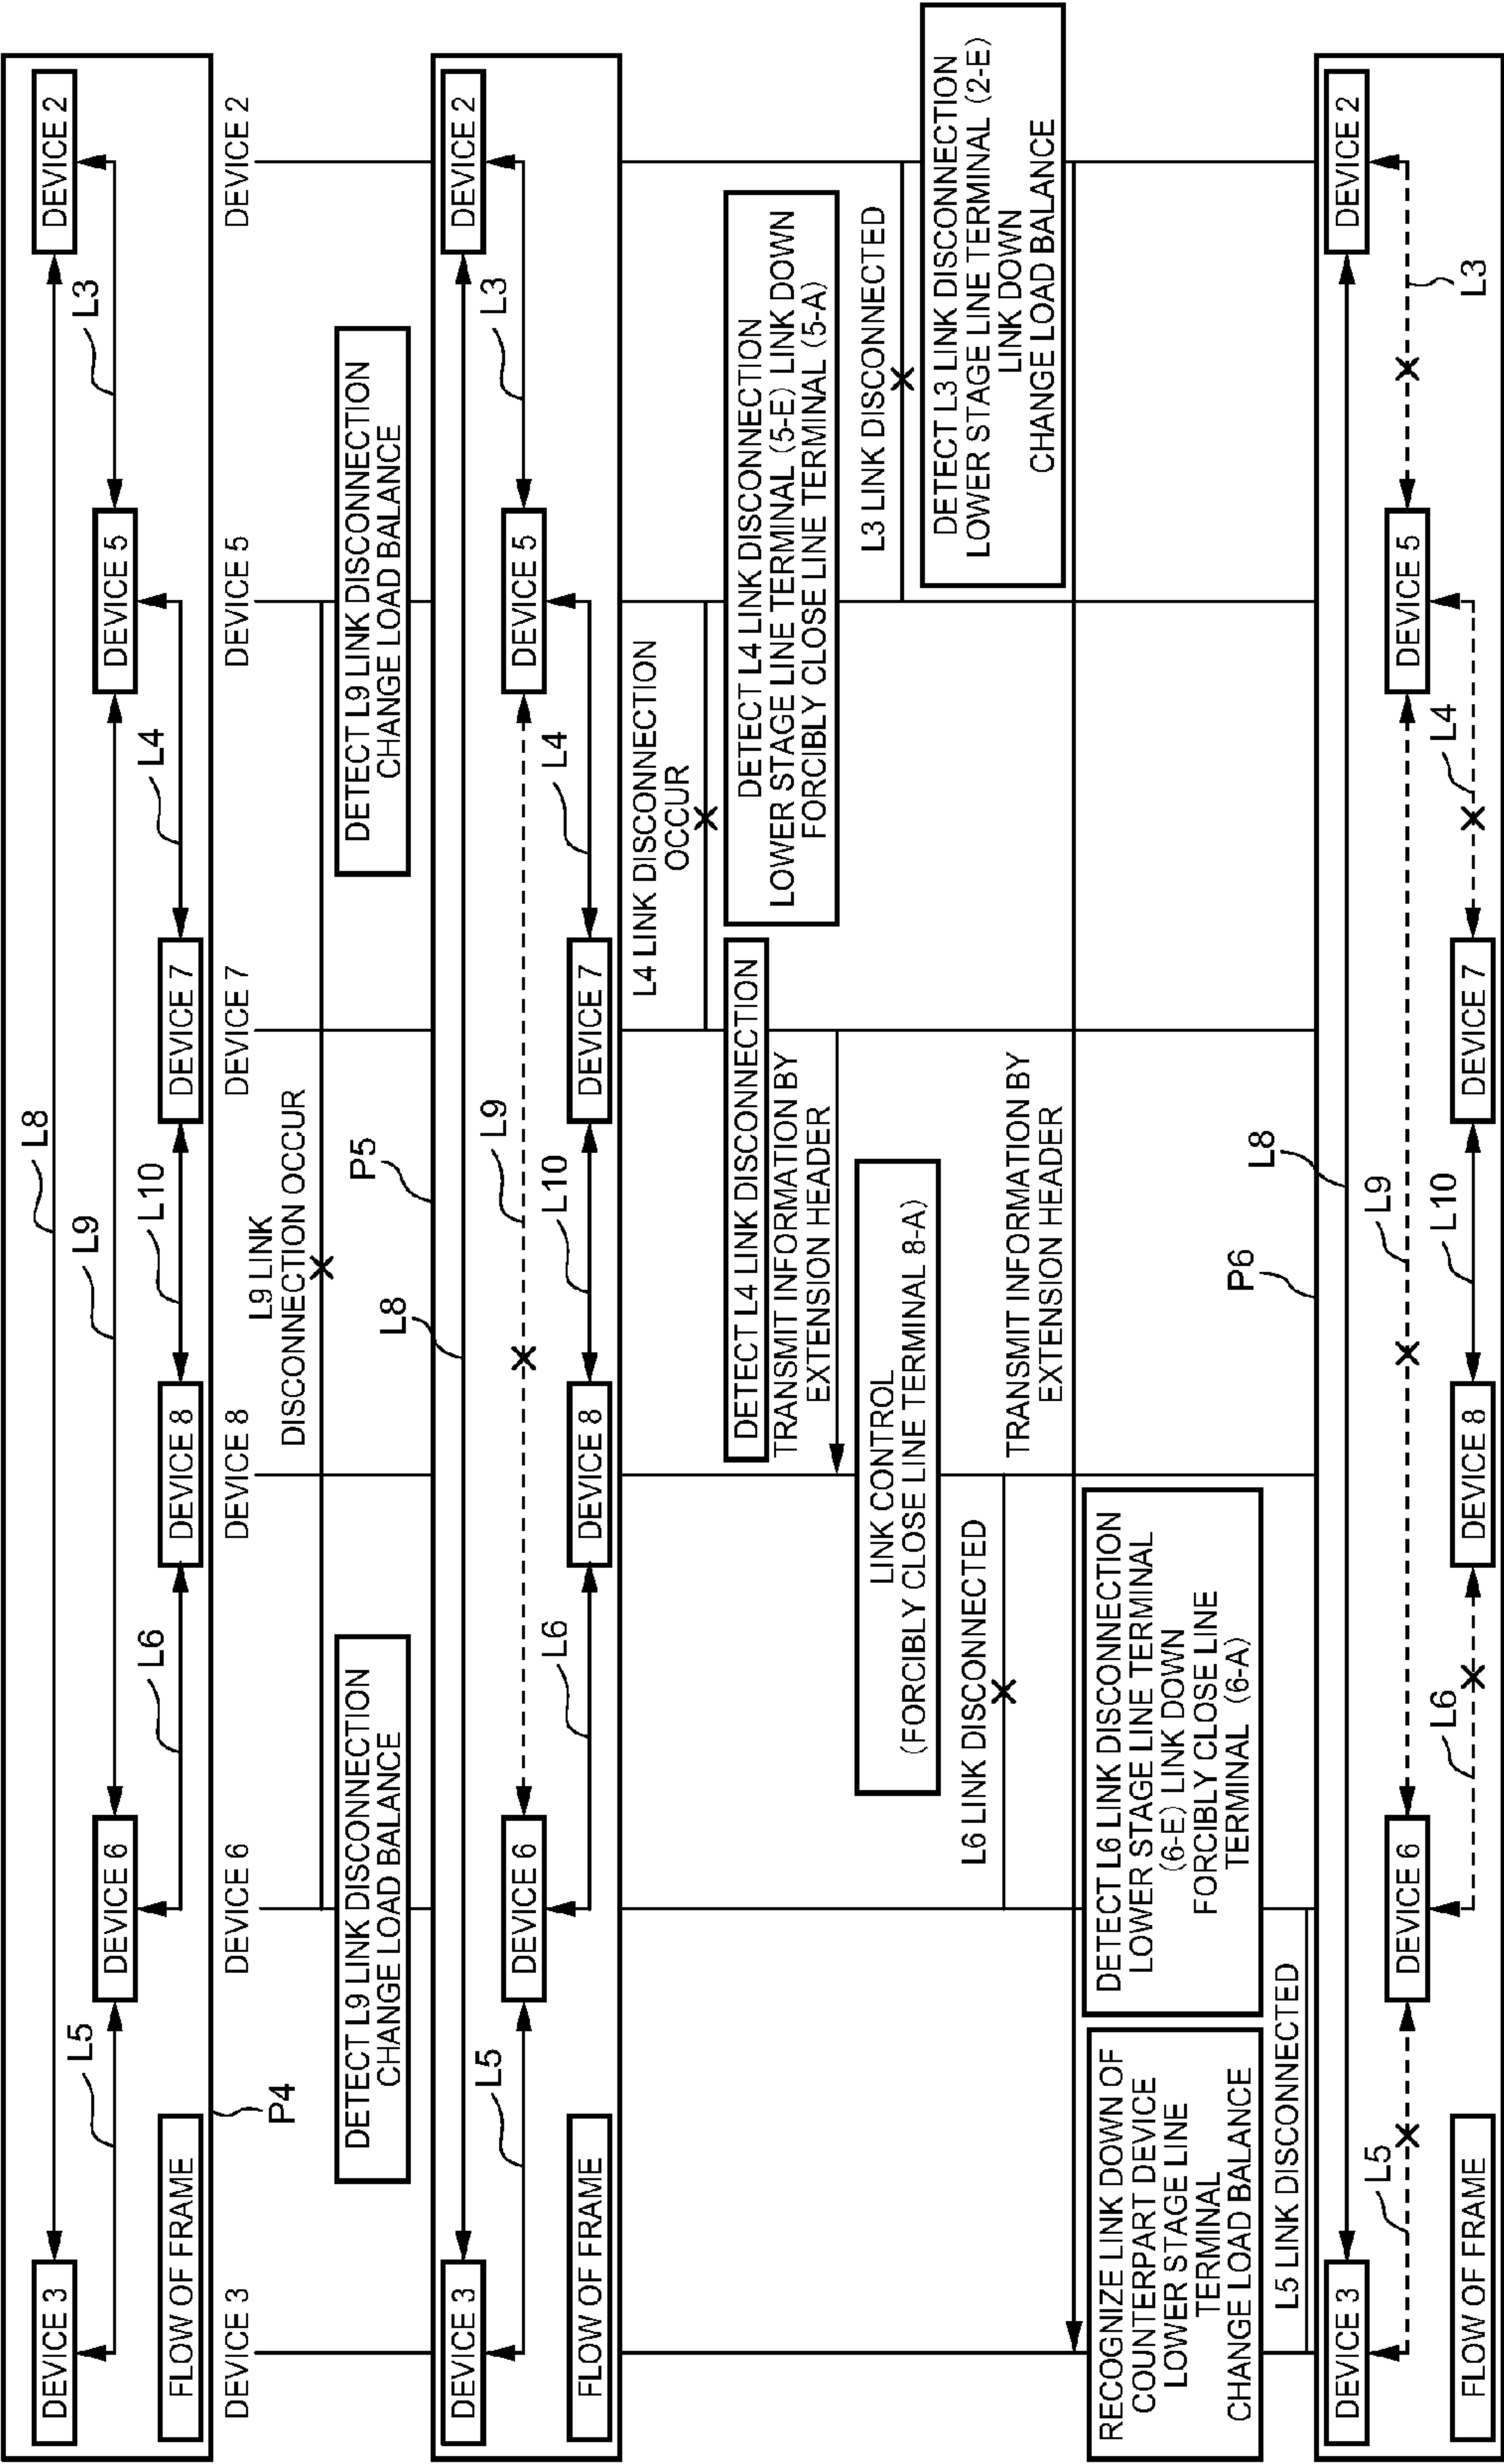 DEVICE 3
L8
DEVICE 2
L5
DEVICE 6
L9
DEVICE 5
L3
FLOW OF FRAME
L6
DEVICE 8
L10
DEVICE 7
L4
P4
DEVICE 3
DEVICE 6
DEVICE 8
DEVICE 7
DEVICE 5
DEVICE 2
L9 LINK
DISCONNECTION OCCUR
DETECT L9 LINK DISCONNECTION
CHANGE LOAD BALANCE
DETECT L9 LINK DISCONNECTION
CHANGE LOAD BALANCE
P5
DEVICE 3
L8
DEVICE 2
L5
DEVICE 6
L9
DEVICE 5
L3
FLOW OF FRAME
L6
DEVICE 8
L10
DEVICE 7
L4
L4 LINK DISCONNECTION
OCCUR
DETECT L4 LINK DISCONNECTION
DETECT L4 LINK DISCONNECTION
LOWER STAGE LINE TERMINAL (5-E) LINK DOWN
FORCIBLY CLOSE LINE TERMINAL (5-A)
TRANSMIT INFORMATION BY
EXTENSION HEADER
L3 LINK DISCONNECTED
LINK CONTROL
(FORCIBLY CLOSE LINE TERMINAL 8-A)
DETECT L3 LINK DISCONNECTION
LOWER STAGE LINE TERMINAL (2-E)
LINK DOWN
CHANGE LOAD BALANCE
L6 LINK DISCONNECTED
TRANSMIT INFORMATION BY
EXTENSION HEADER
RECOGNIZE LINK DOWN OF
COUNTERPART DEVICE
LOWER STAGE LINE
TERMINAL
CHANGE LOAD BALANCE
DETECT L6 LINK DISCONNECTION
LOWER STAGE LINE TERMINAL
(6-E) LINK DOWN
FORCIBLY CLOSE LINE
TERMINAL (6-A)
L5 LINK DISCONNECTED
P6
DEVICE 3
L8
DEVICE 2
L5
DEVICE 6
L9
DEVICE 5
L3
FLOW OF FRAME
L6
DEVICE 8
L10
DEVICE 7
L4